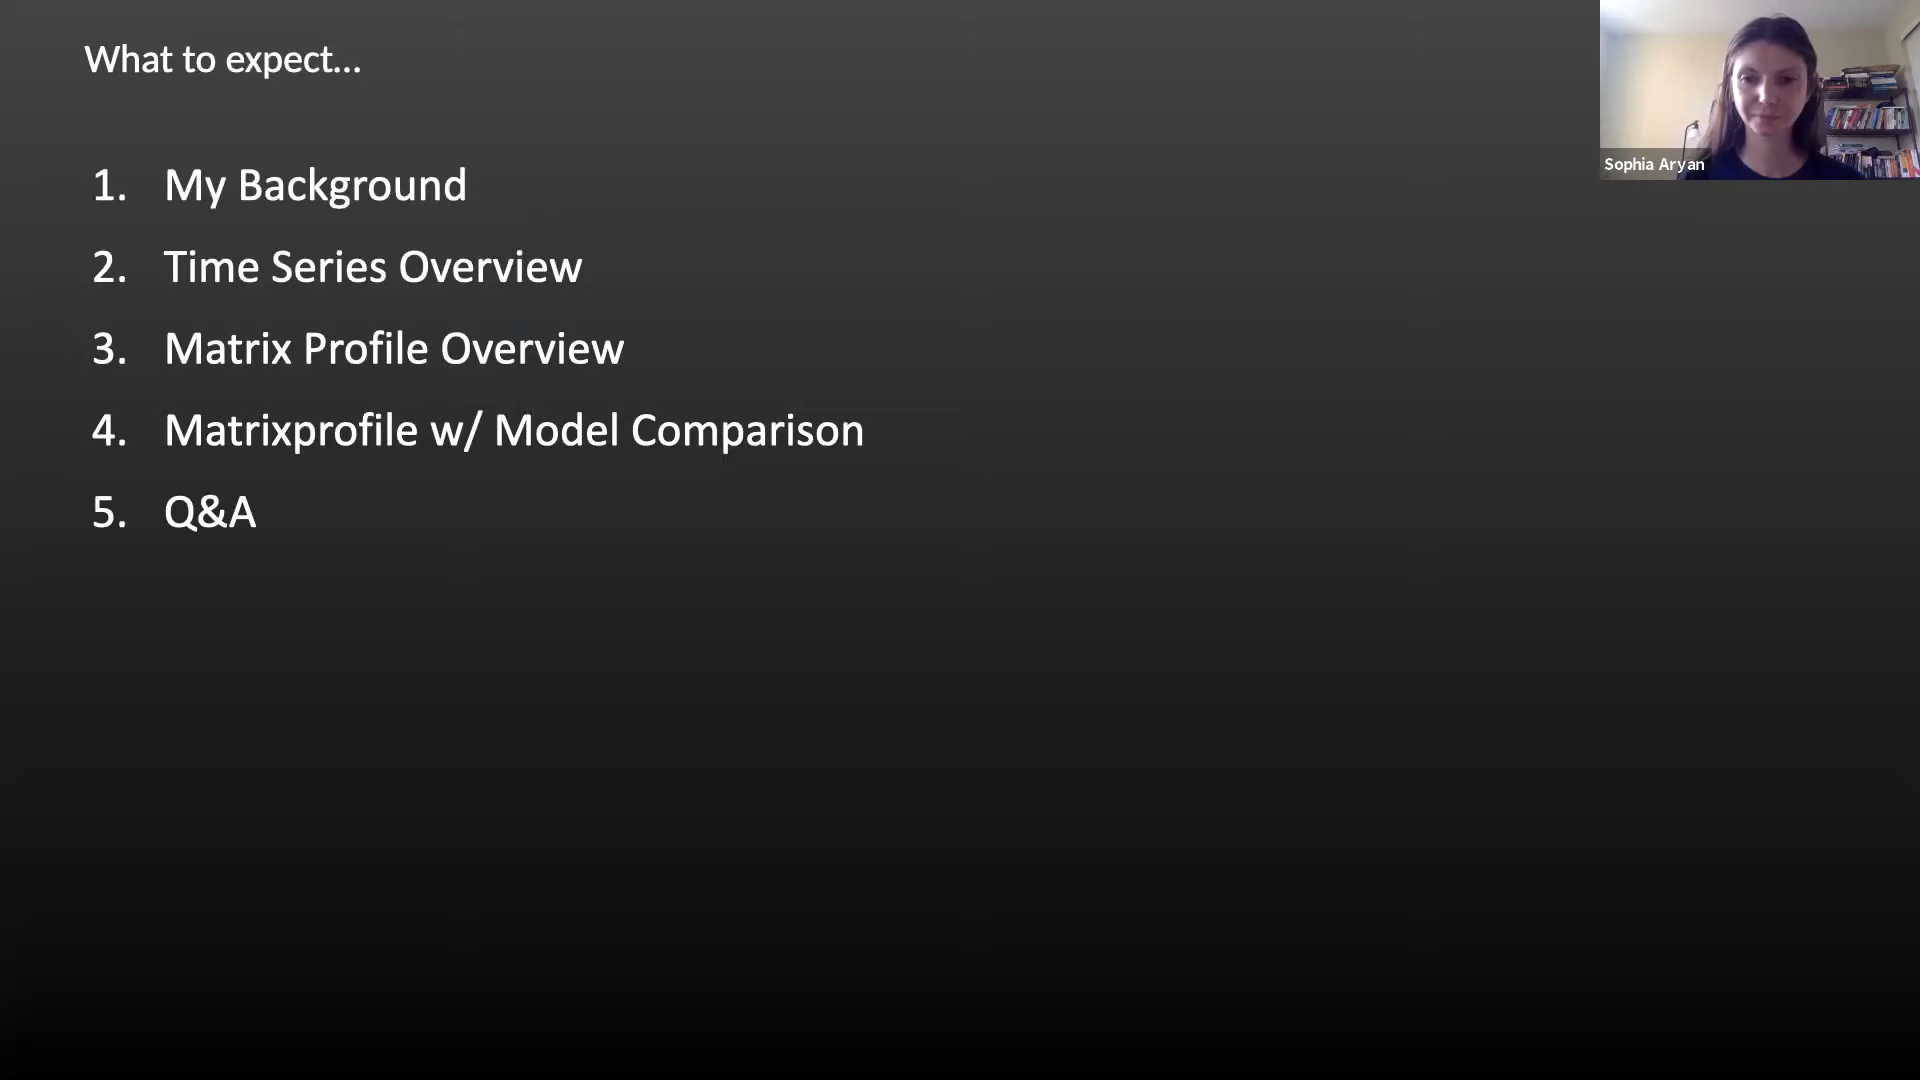 What to expect...
1. My Background
2. Time Series Overview
3. Matrix Profile Overview
4. Matrixprofile w/ Model Comparison
5. Q&A
Sophia Aryan